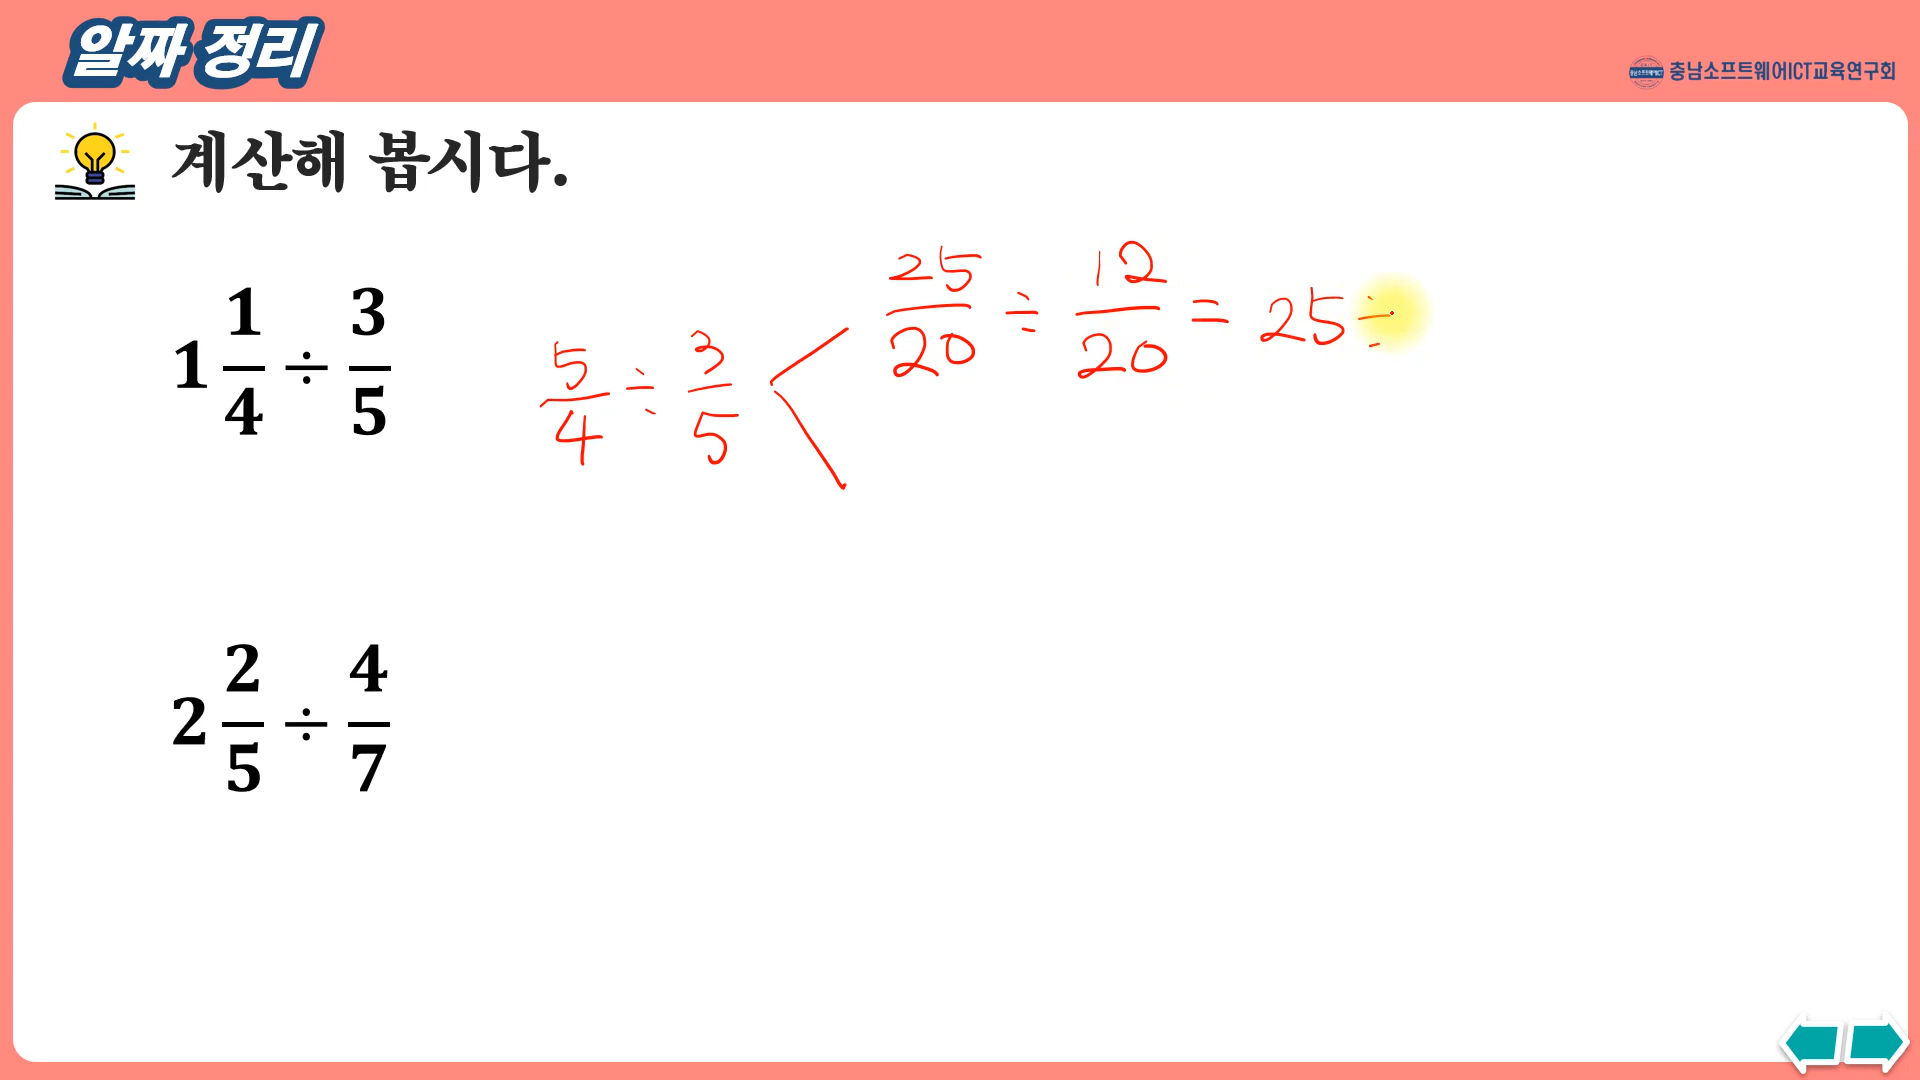 알짜 정리
충남소프트웨어ICT교육연구회
계산해 봅시다.
1 1/4 ÷ 3/5
5/4 ÷ 3/5
25/20 ÷ 12/20 = 25 ÷
2 2/5 ÷ 4/7